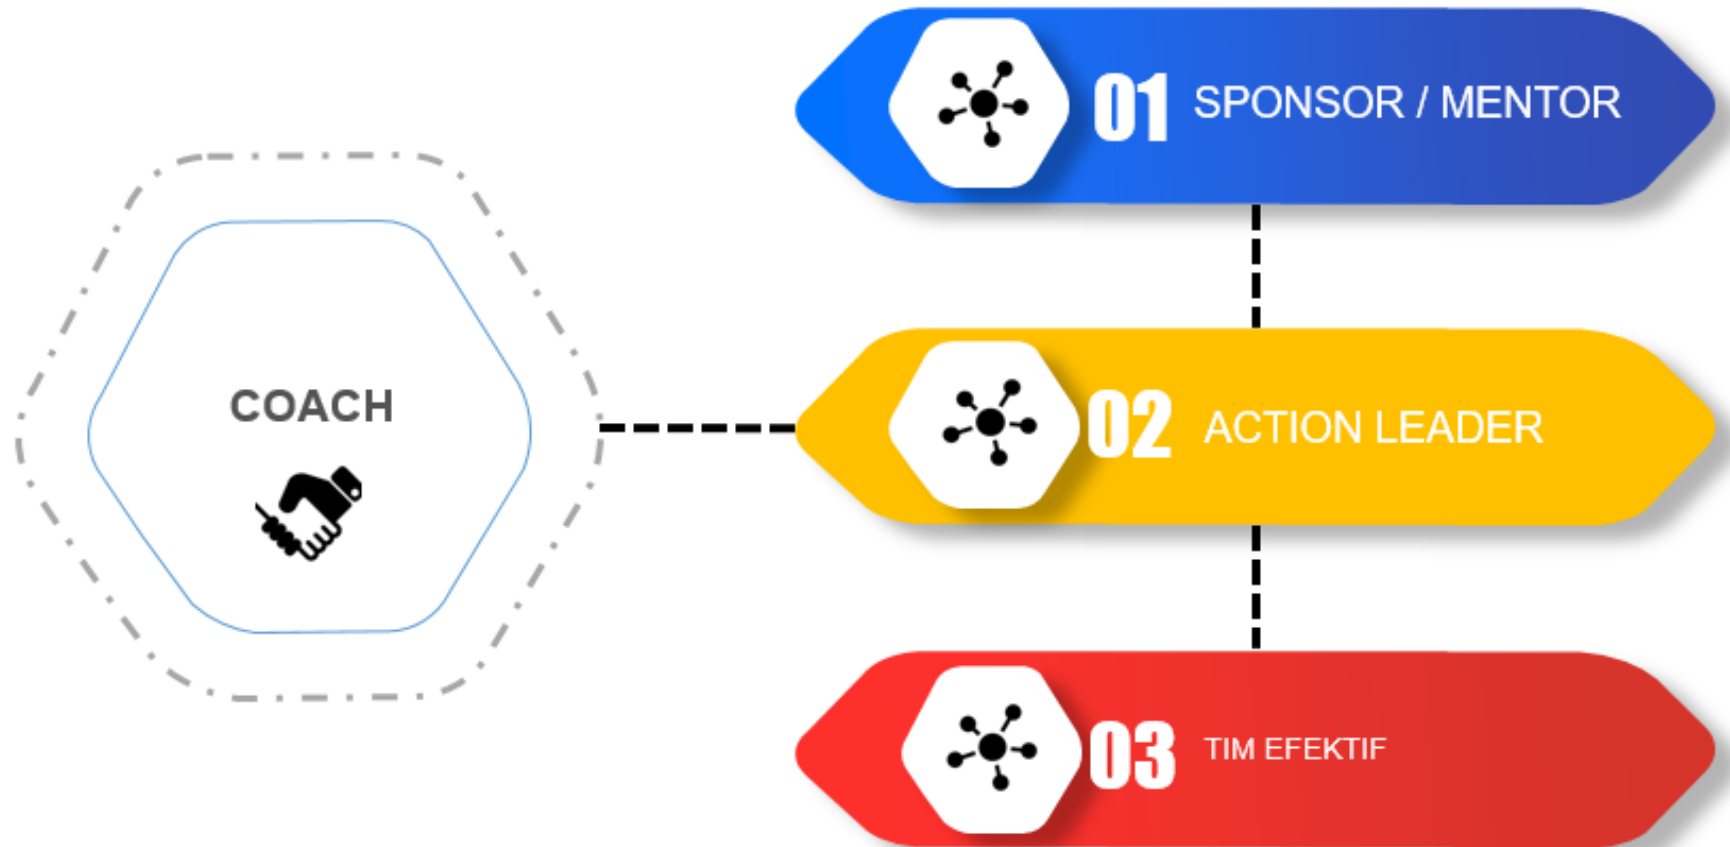 COACH
01 SPONSOR / MENTOR
02 ACTION LEADER
03 TIM EFEKTIF